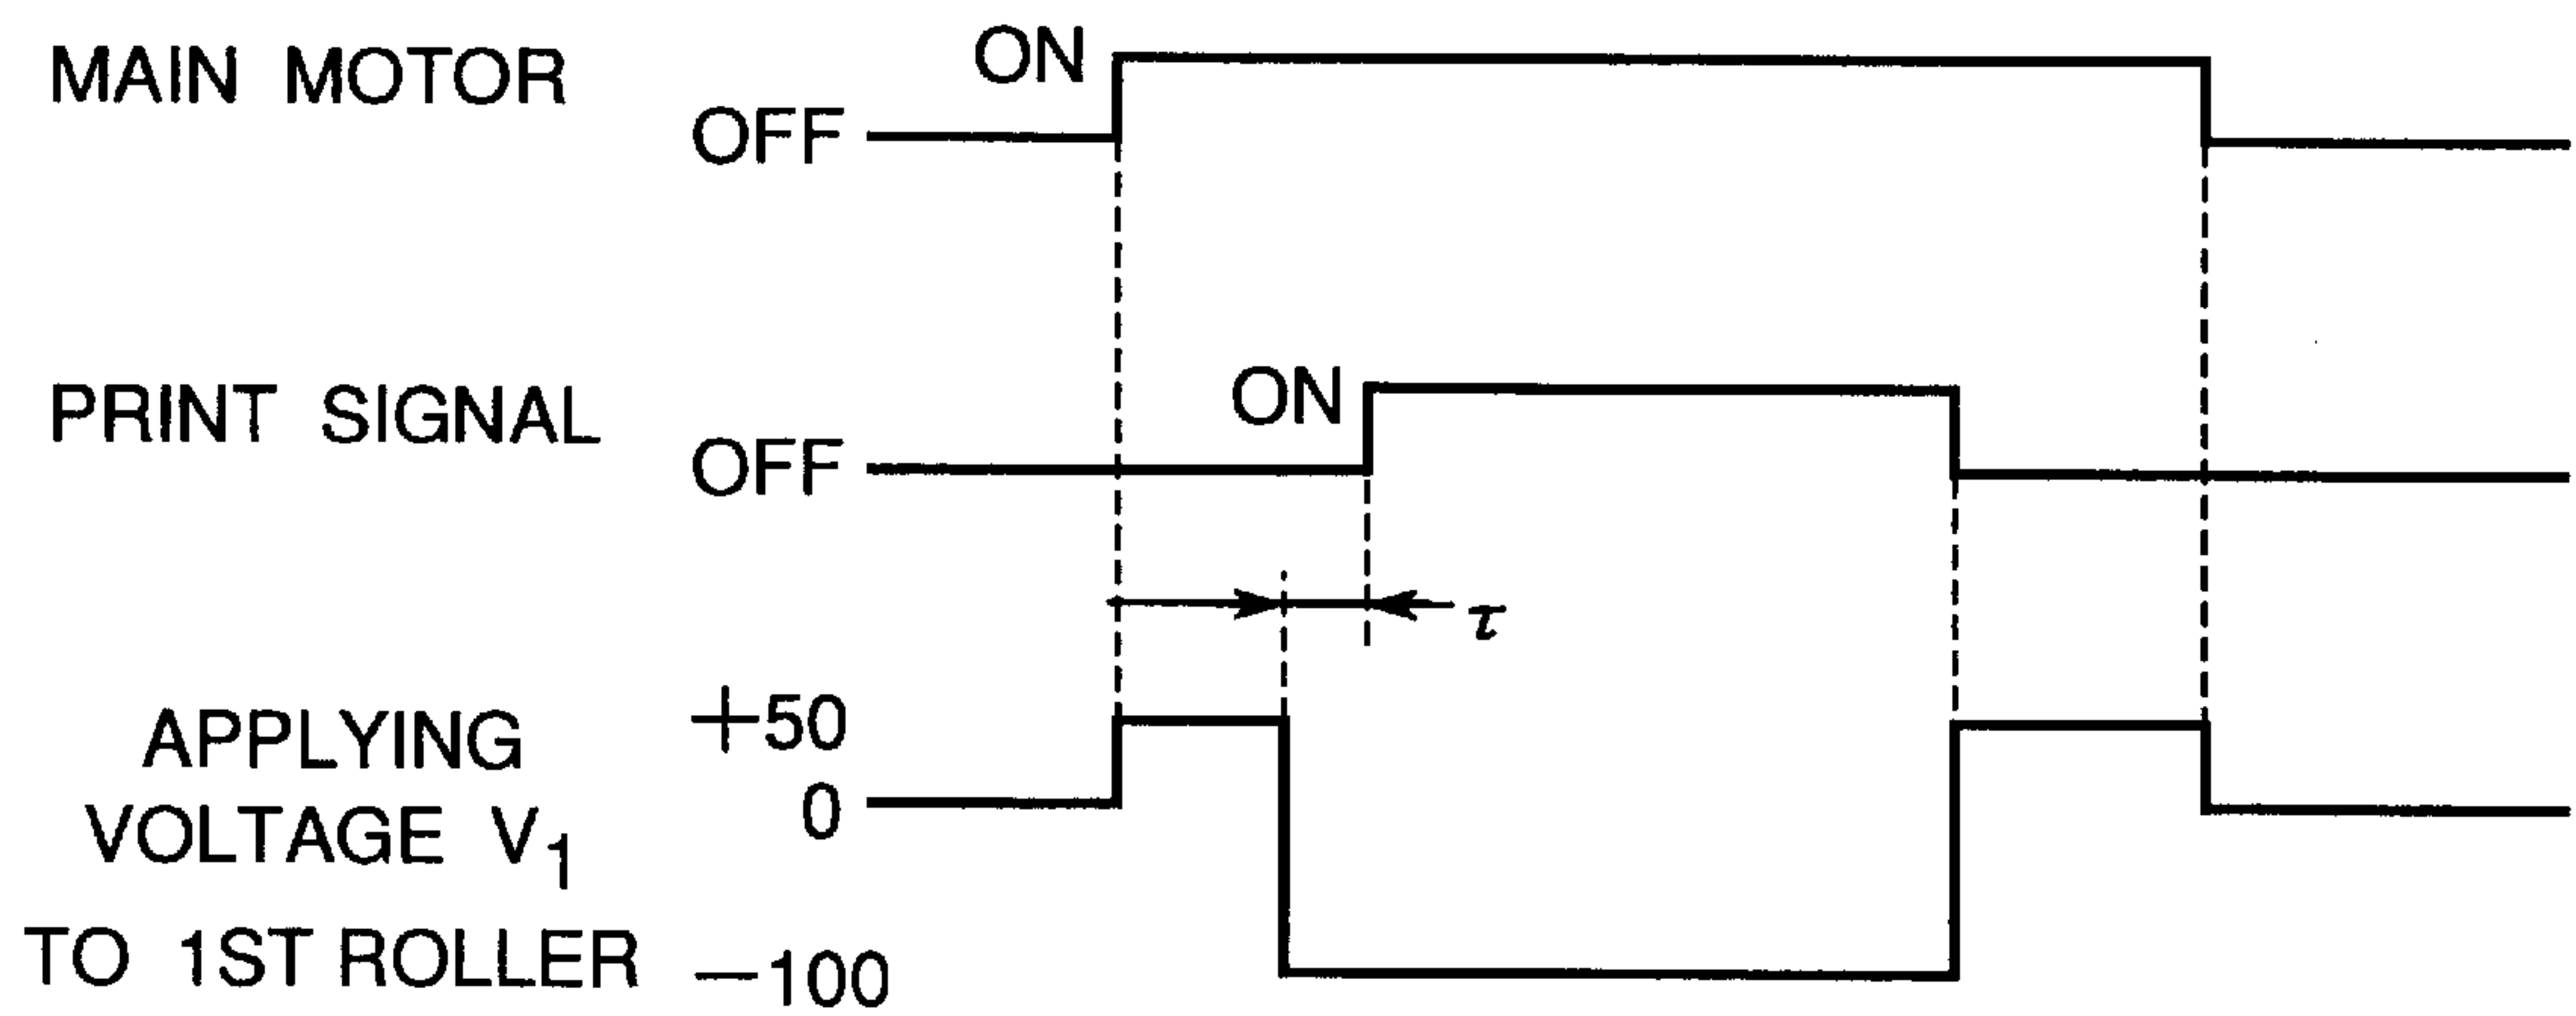 MAIN MOTOR
ON
OFF
PRINT SIGNAL
ON
OFF
τ
APPLYING
VOLTAGE V₁
TO 1ST ROLLER
+50
0
−100